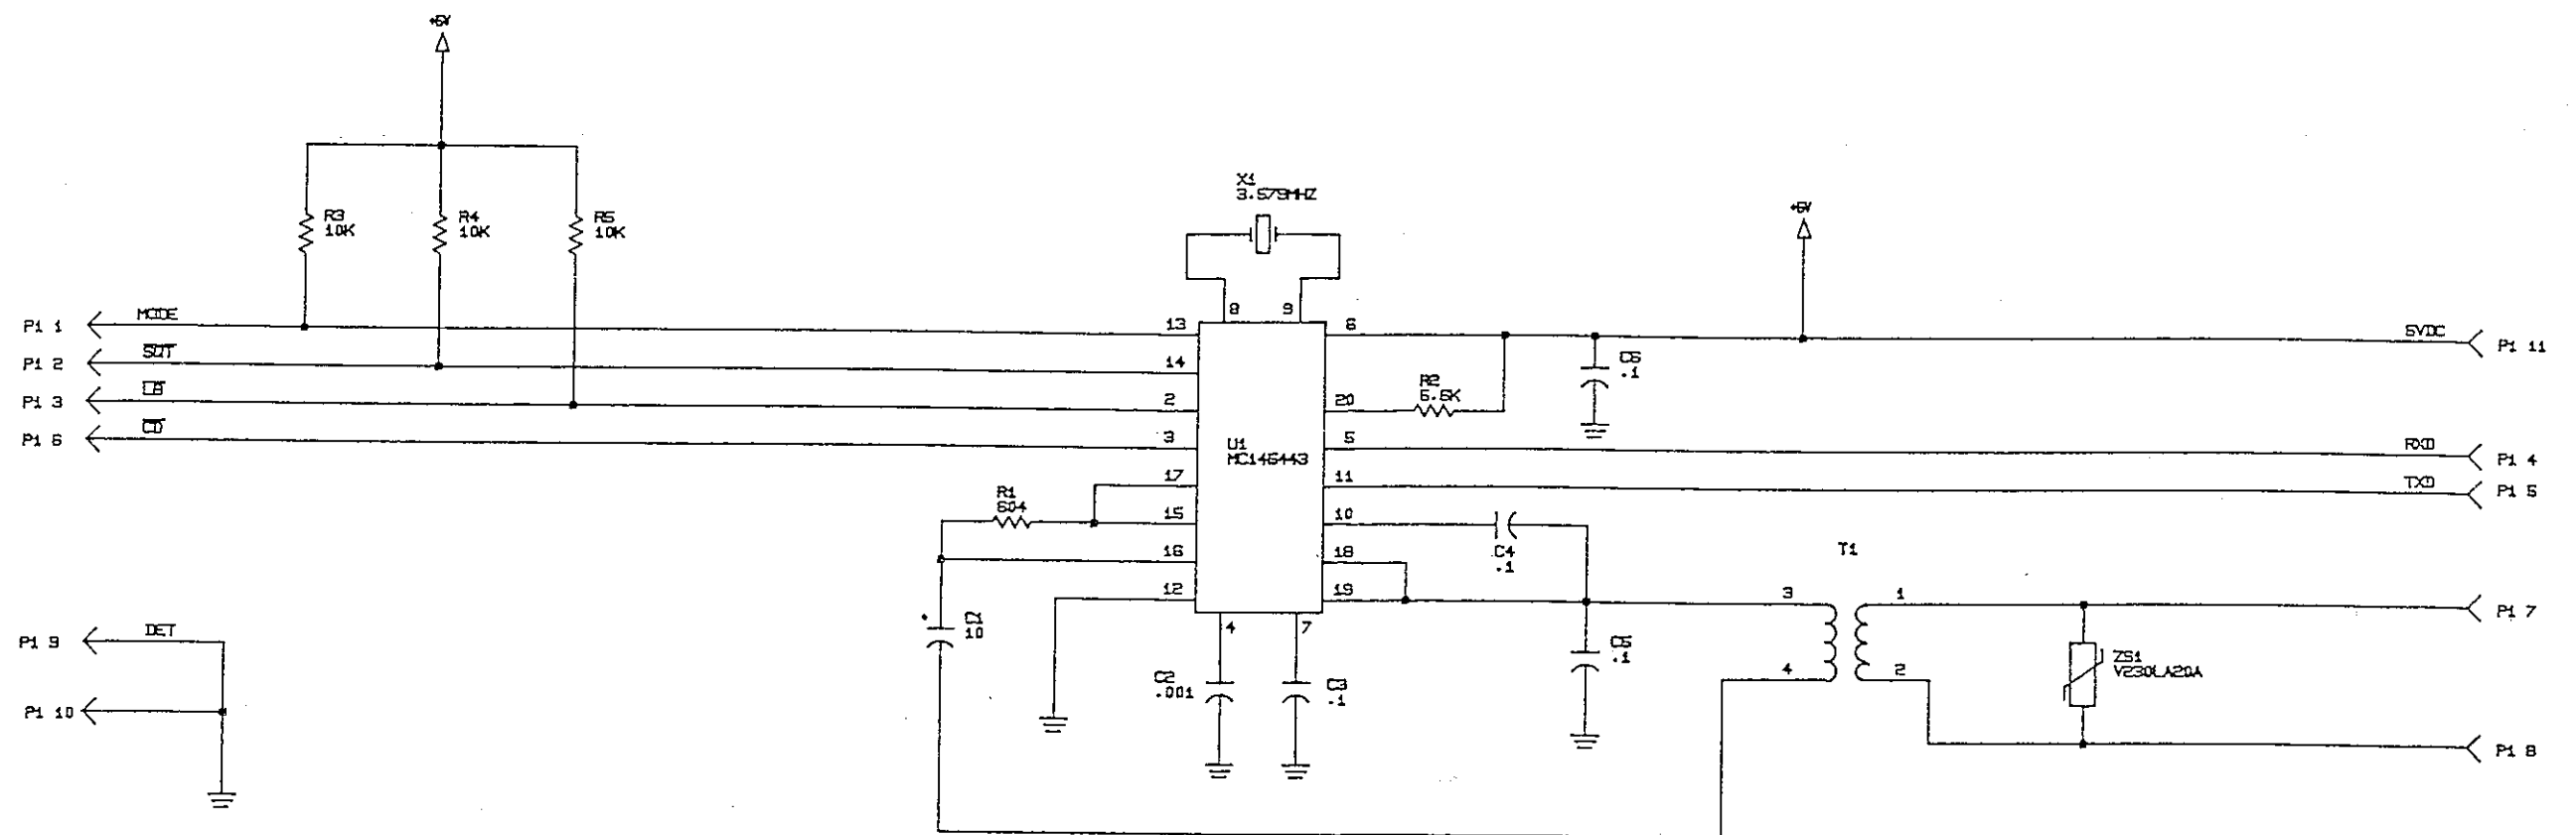 +5V
X1
3.579MHZ
R3
10K
R4
10K
R5
10K
+5V
P1 1
MODE
13
8
9
6
5VDC
P1 11
P1 2
SQT
14
C6
.1
P1 3
LB
2
20
R2
P1 6
CD
3
U1
MC145443
5
RXD
P1 4
17
11
TXD
P1 5
R1
15
10
C4
.1
16
18
T1
12
19
3
1
P1 7
C1
10
4
7
P1 9
DET
C5
.1
4
2
ZS1
V230LA20A
C2
.001
C3
.1
P1 10
P1 8